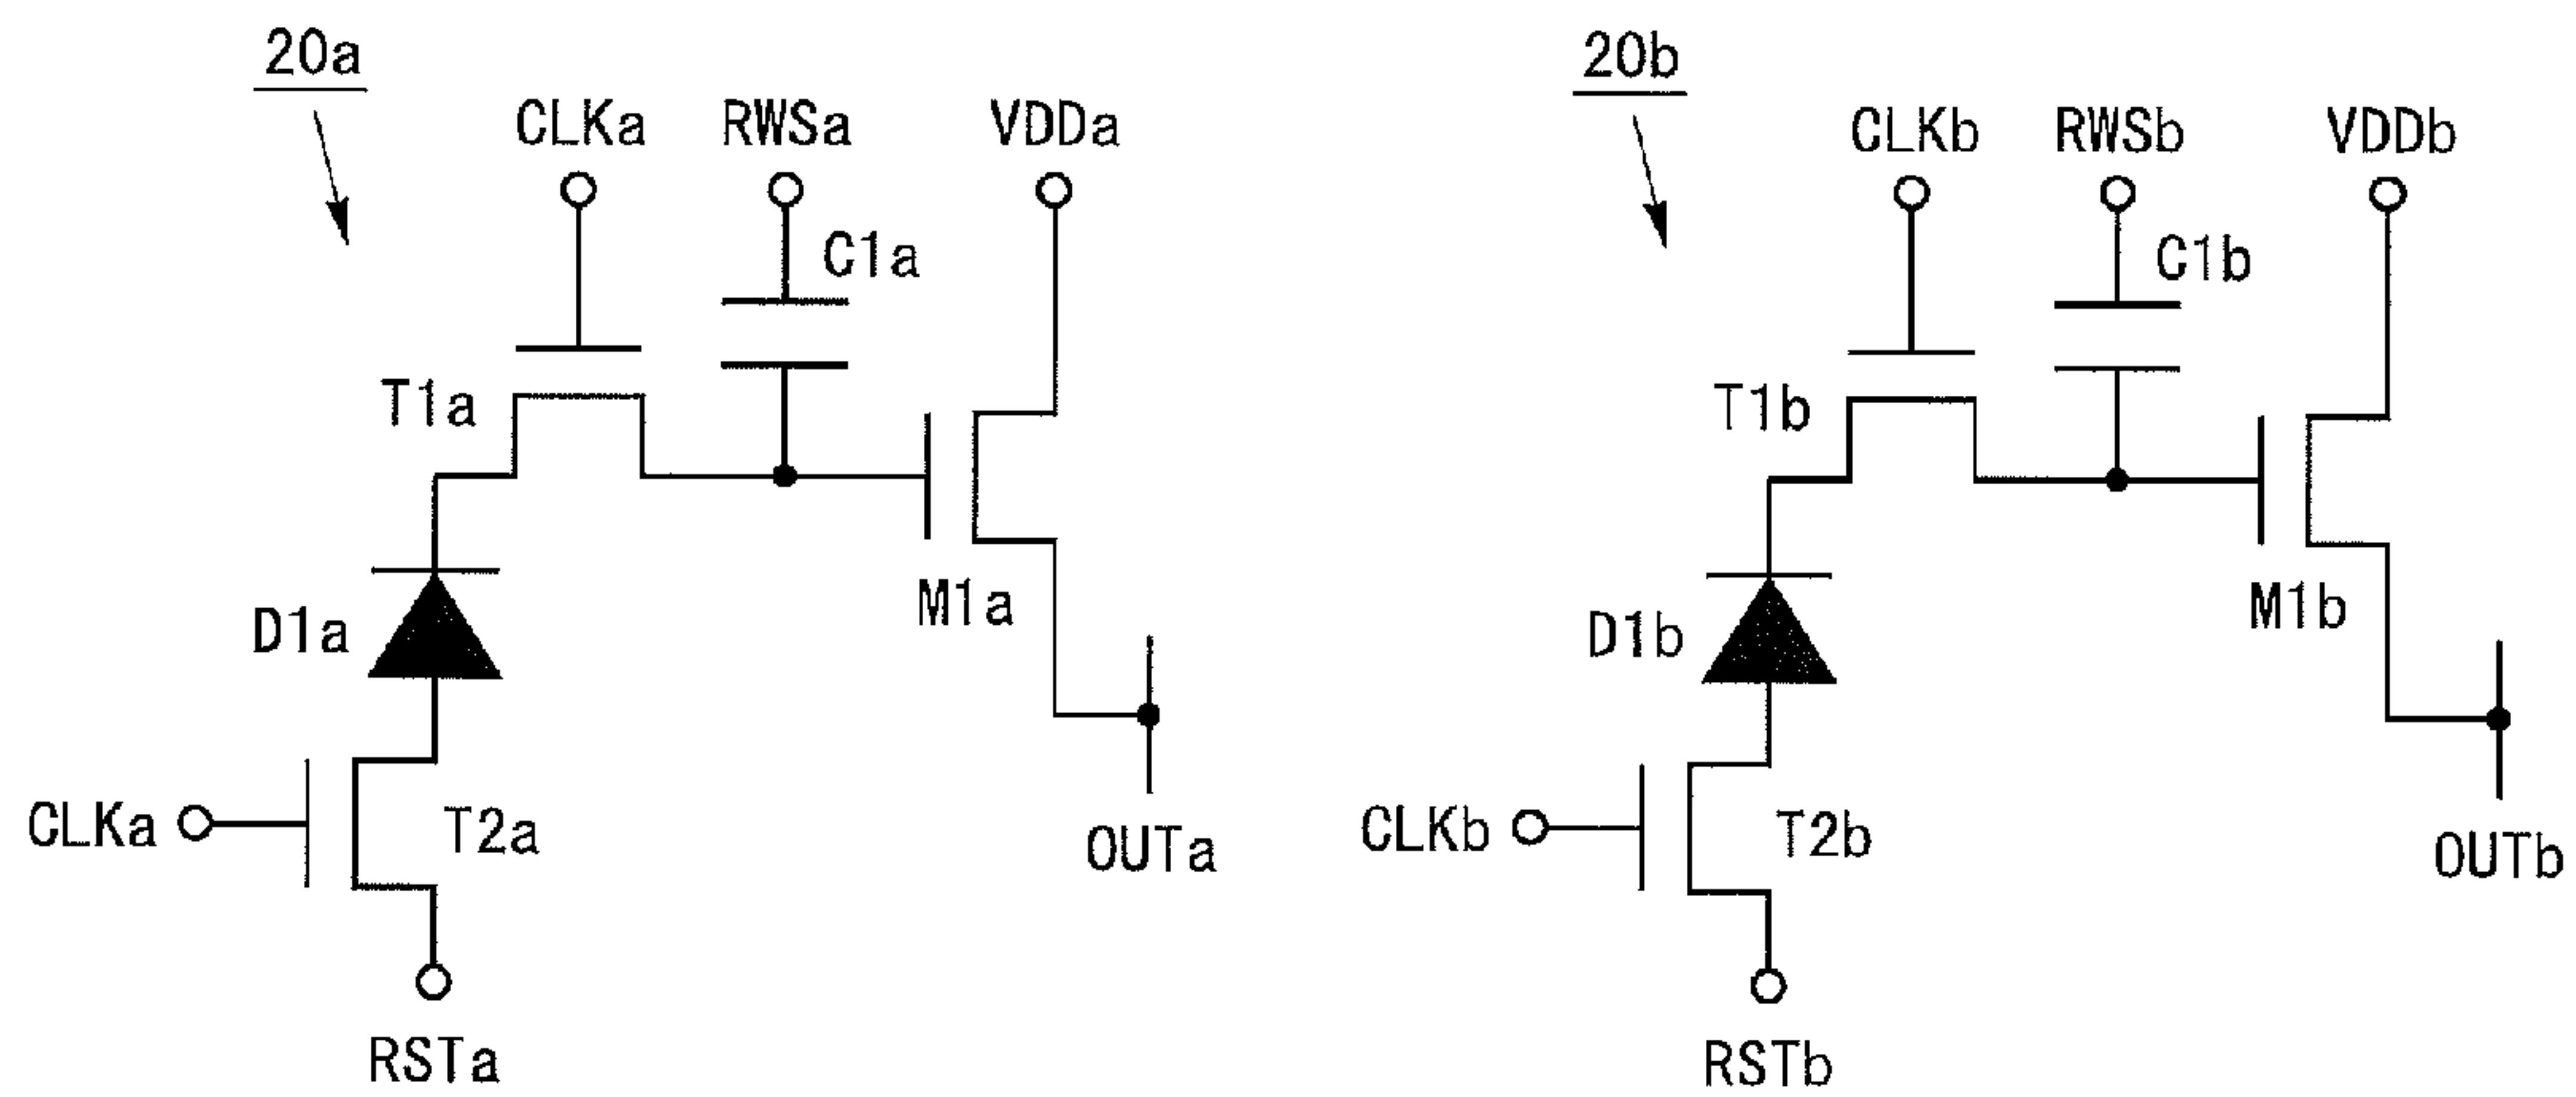 20a
CLKa RWSa VDDa
C1a
T1a
M1a
D1a
CLKa T2a
OUTa
RSTa
20b
CLKb RWSb VDDb
C1b
T1b
M1b
D1b
CLKb T2b
OUTb
RSTb